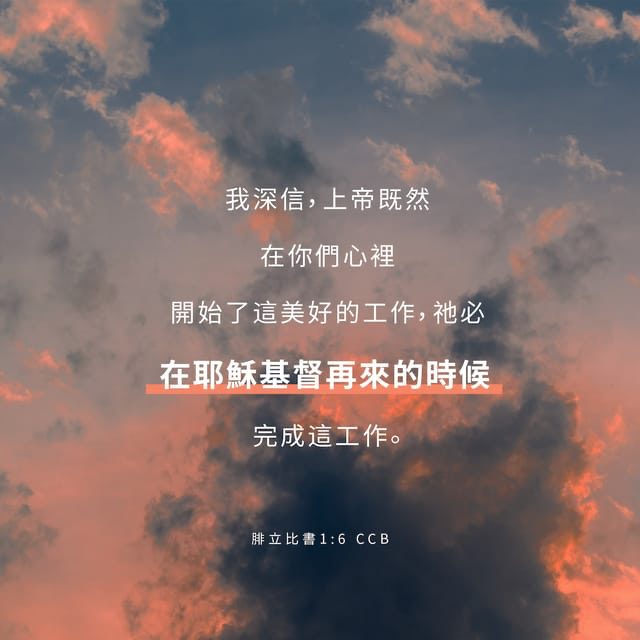 我深信，上帝既然
在你們心裡
開始了這美好的工作，祂必
在耶穌基督再來的時候
完成這工作。
腓立比書1:6 CCB